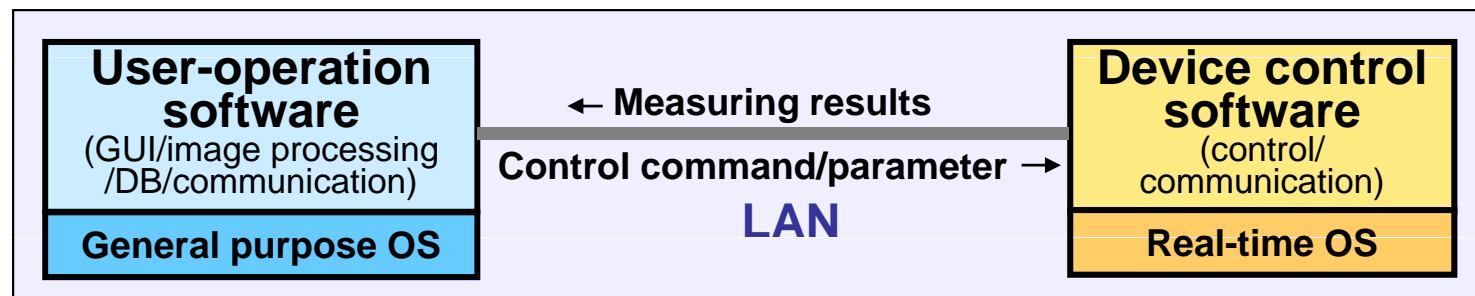 User-operation
software
(GUI/image processing
/DB/communication)
General purpose OS
← Measuring results
Control command/parameter →
LAN
Device control
software
(control/
communication)
Real-time OS